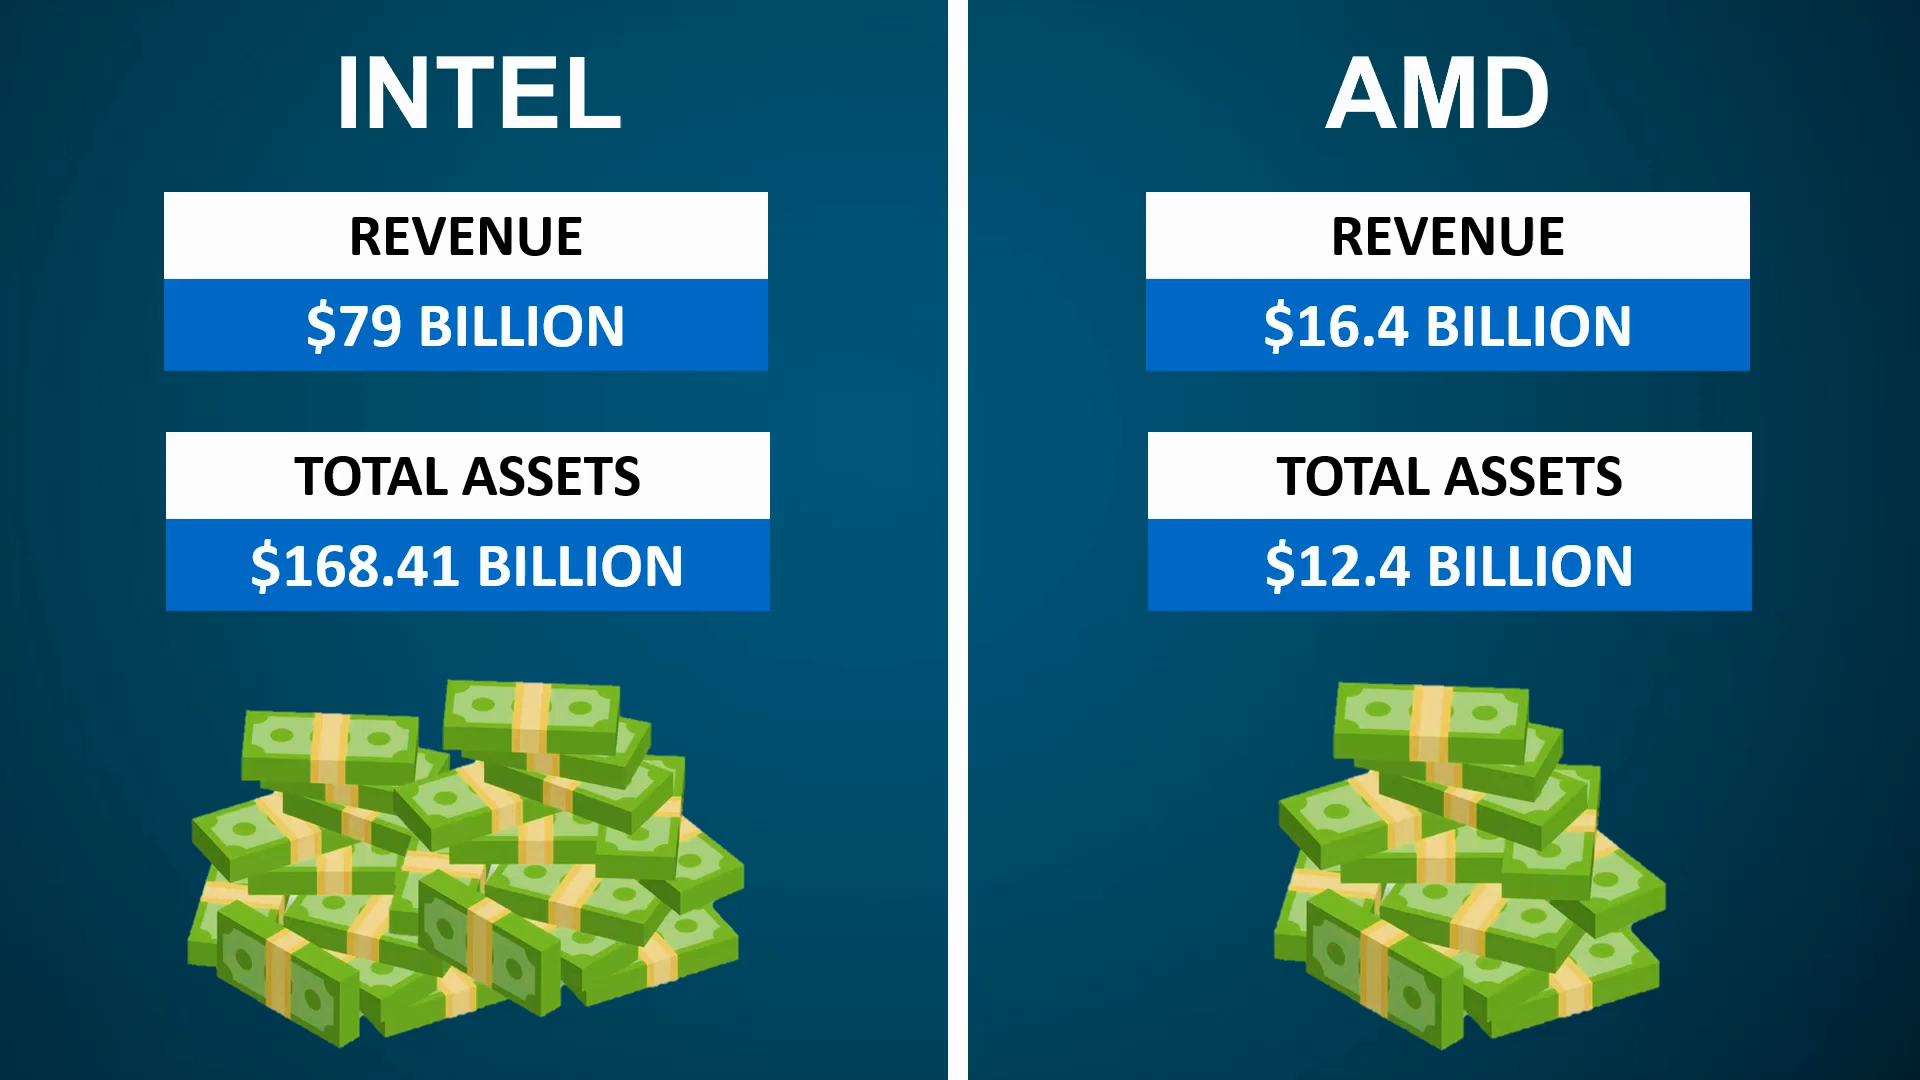 INTEL
REVENUE
$79 BILLION
TOTAL ASSETS
$168.41 BILLION
AMD
REVENUE
$16.4 BILLION
TOTAL ASSETS
$12.4 BILLION